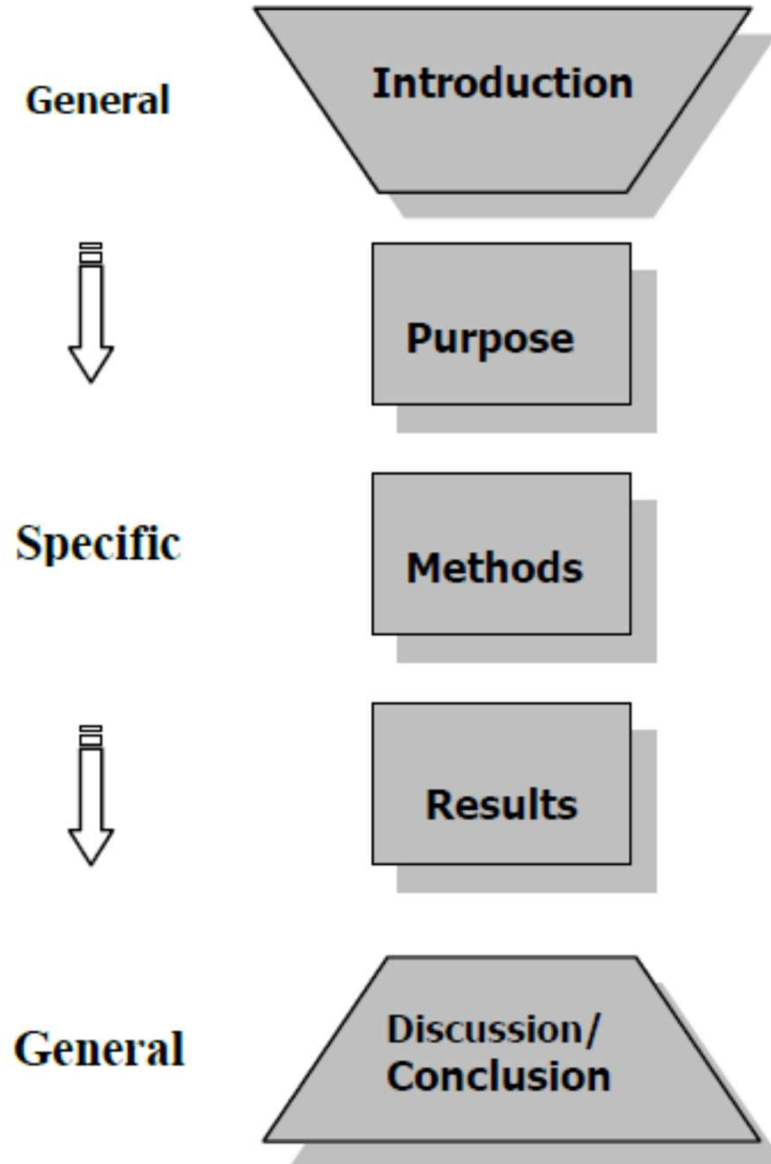 General
Introduction
Purpose
Specific
Methods
Results
General
Discussion/
Conclusion